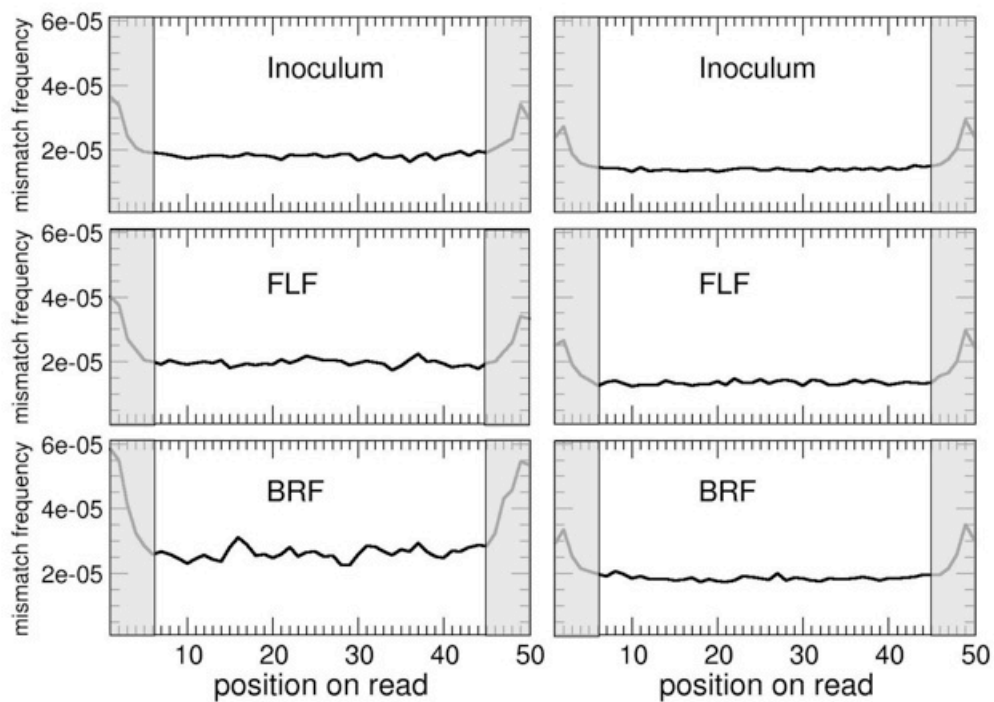 mismatch frequency
6e-05
4e-05
2e-05
Inoculum
Inoculum
mismatch frequency
6e-05
4e-05
2e-05
FLF
FLF
mismatch frequency
6e-05
4e-05
2e-05
BRF
BRF
10 20 30 40 50
10 20 30 40 50
position on read
position on read